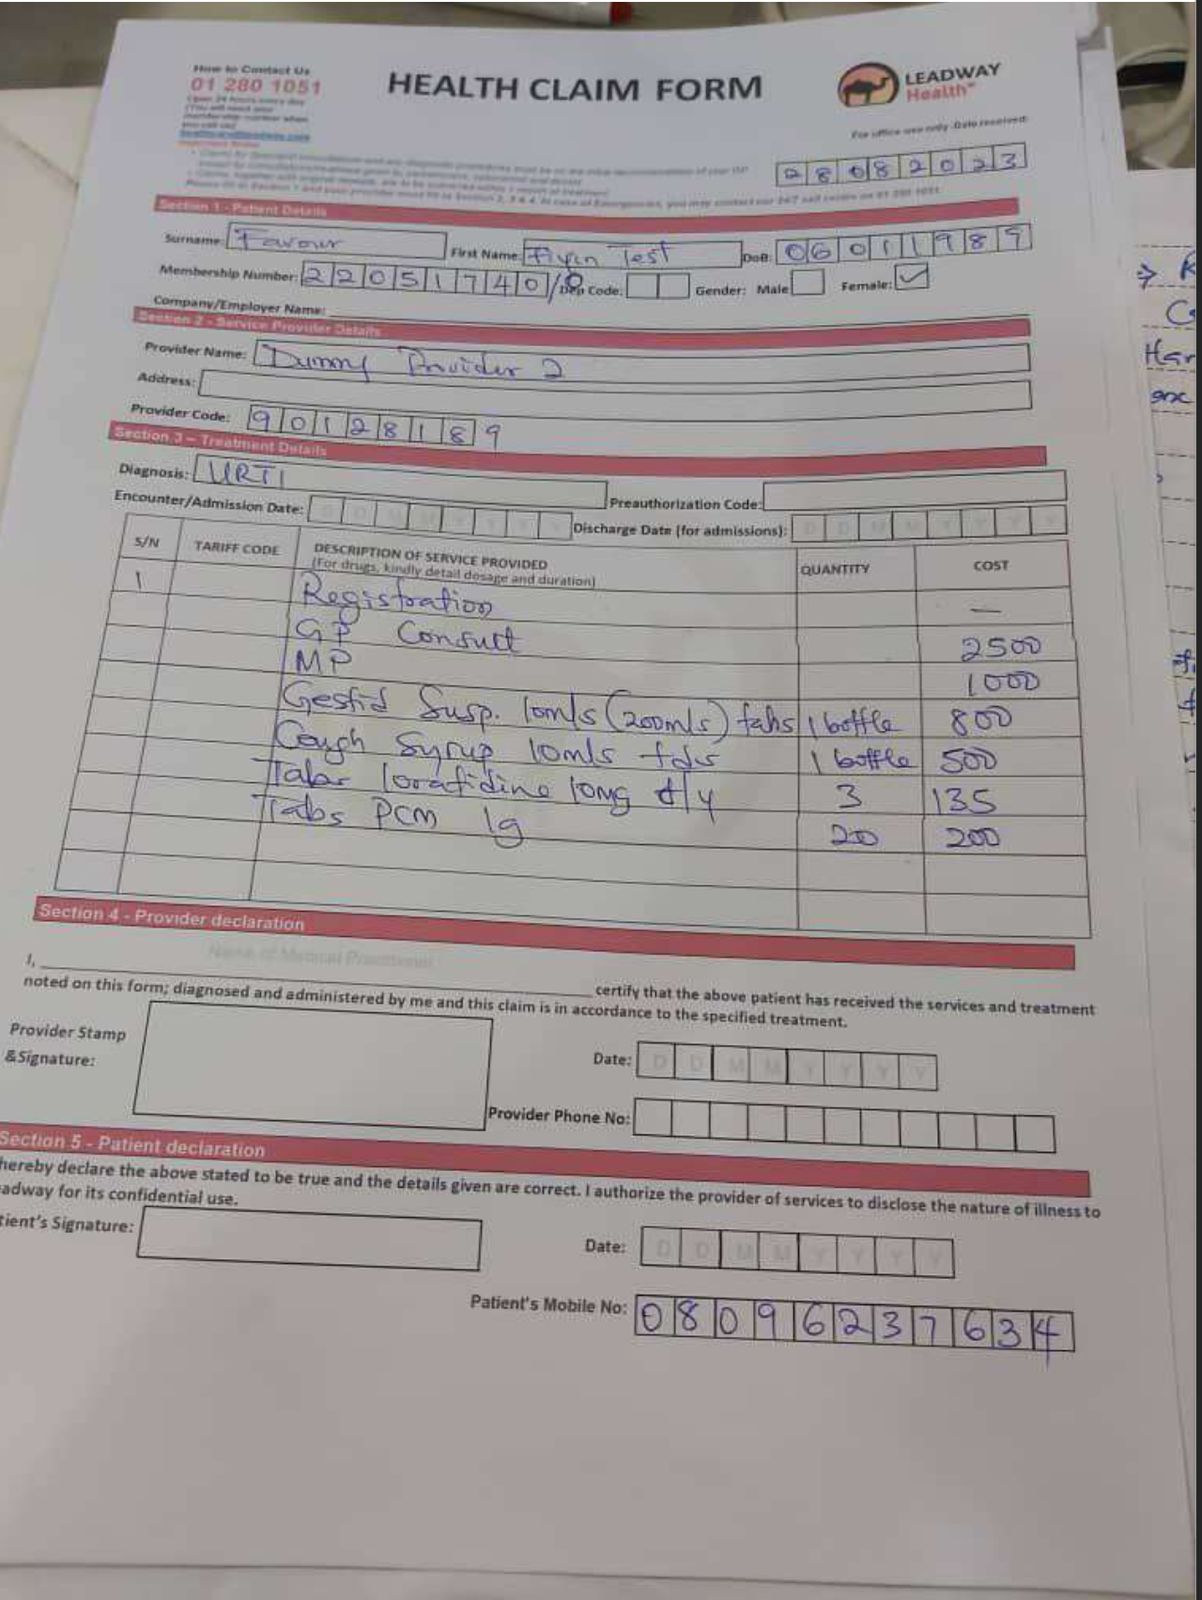 How to Contact Us
01 280 1051
HEALTH CLAIM FORM
LEADWAY
Health
For office use only -Date received:
28082023
Section 1 - Patient Details
Surname: Favour First Name: Test DoB: 06011989
Membership Number: 22051740/0 Dep Code: Gender: Male Female: ✓
Company/Employer Name:
Section 2 - Service Provider Details
Provider Name: Dummy Provider 2
Address:
Provider Code: 90128189
Section 3 – Treatment Details
Diagnosis: URTI Preauthorization Code:
Encounter/Admission Date: D D M M Y Y Y Y Discharge Date (for admissions): D D M M Y Y Y Y
S/N TARIFF CODE DESCRIPTION OF SERVICE PROVIDED QUANTITY COST
(For drugs, kindly detail dosage and duration)
1 Registration —
GP Consult 2500
MP 1000
Gestid Susp. 10mls (200mls) 1 bottle 800
Cough Syrup 10mls tds 1 bottle 500
Tabs loratidine 10mg d/y 3 135
Tabs PCM 1g 20 200
Section 4 - Provider declaration
Name of Medical Practitioner
I, certify that the above patient has received the services and treatment
noted on this form; diagnosed and administered by me and this claim is in accordance to the specified treatment.
Provider Stamp
&Signature:
Date: D D M M Y Y Y Y
Provider Phone No:
Section 5 - Patient declaration
hereby declare the above stated to be true and the details given are correct. I authorize the provider of services to disclose the nature of illness to
adway for its confidential use.
tient's Signature:
Date: D D M M Y Y Y Y
Patient's Mobile No: 08096237634